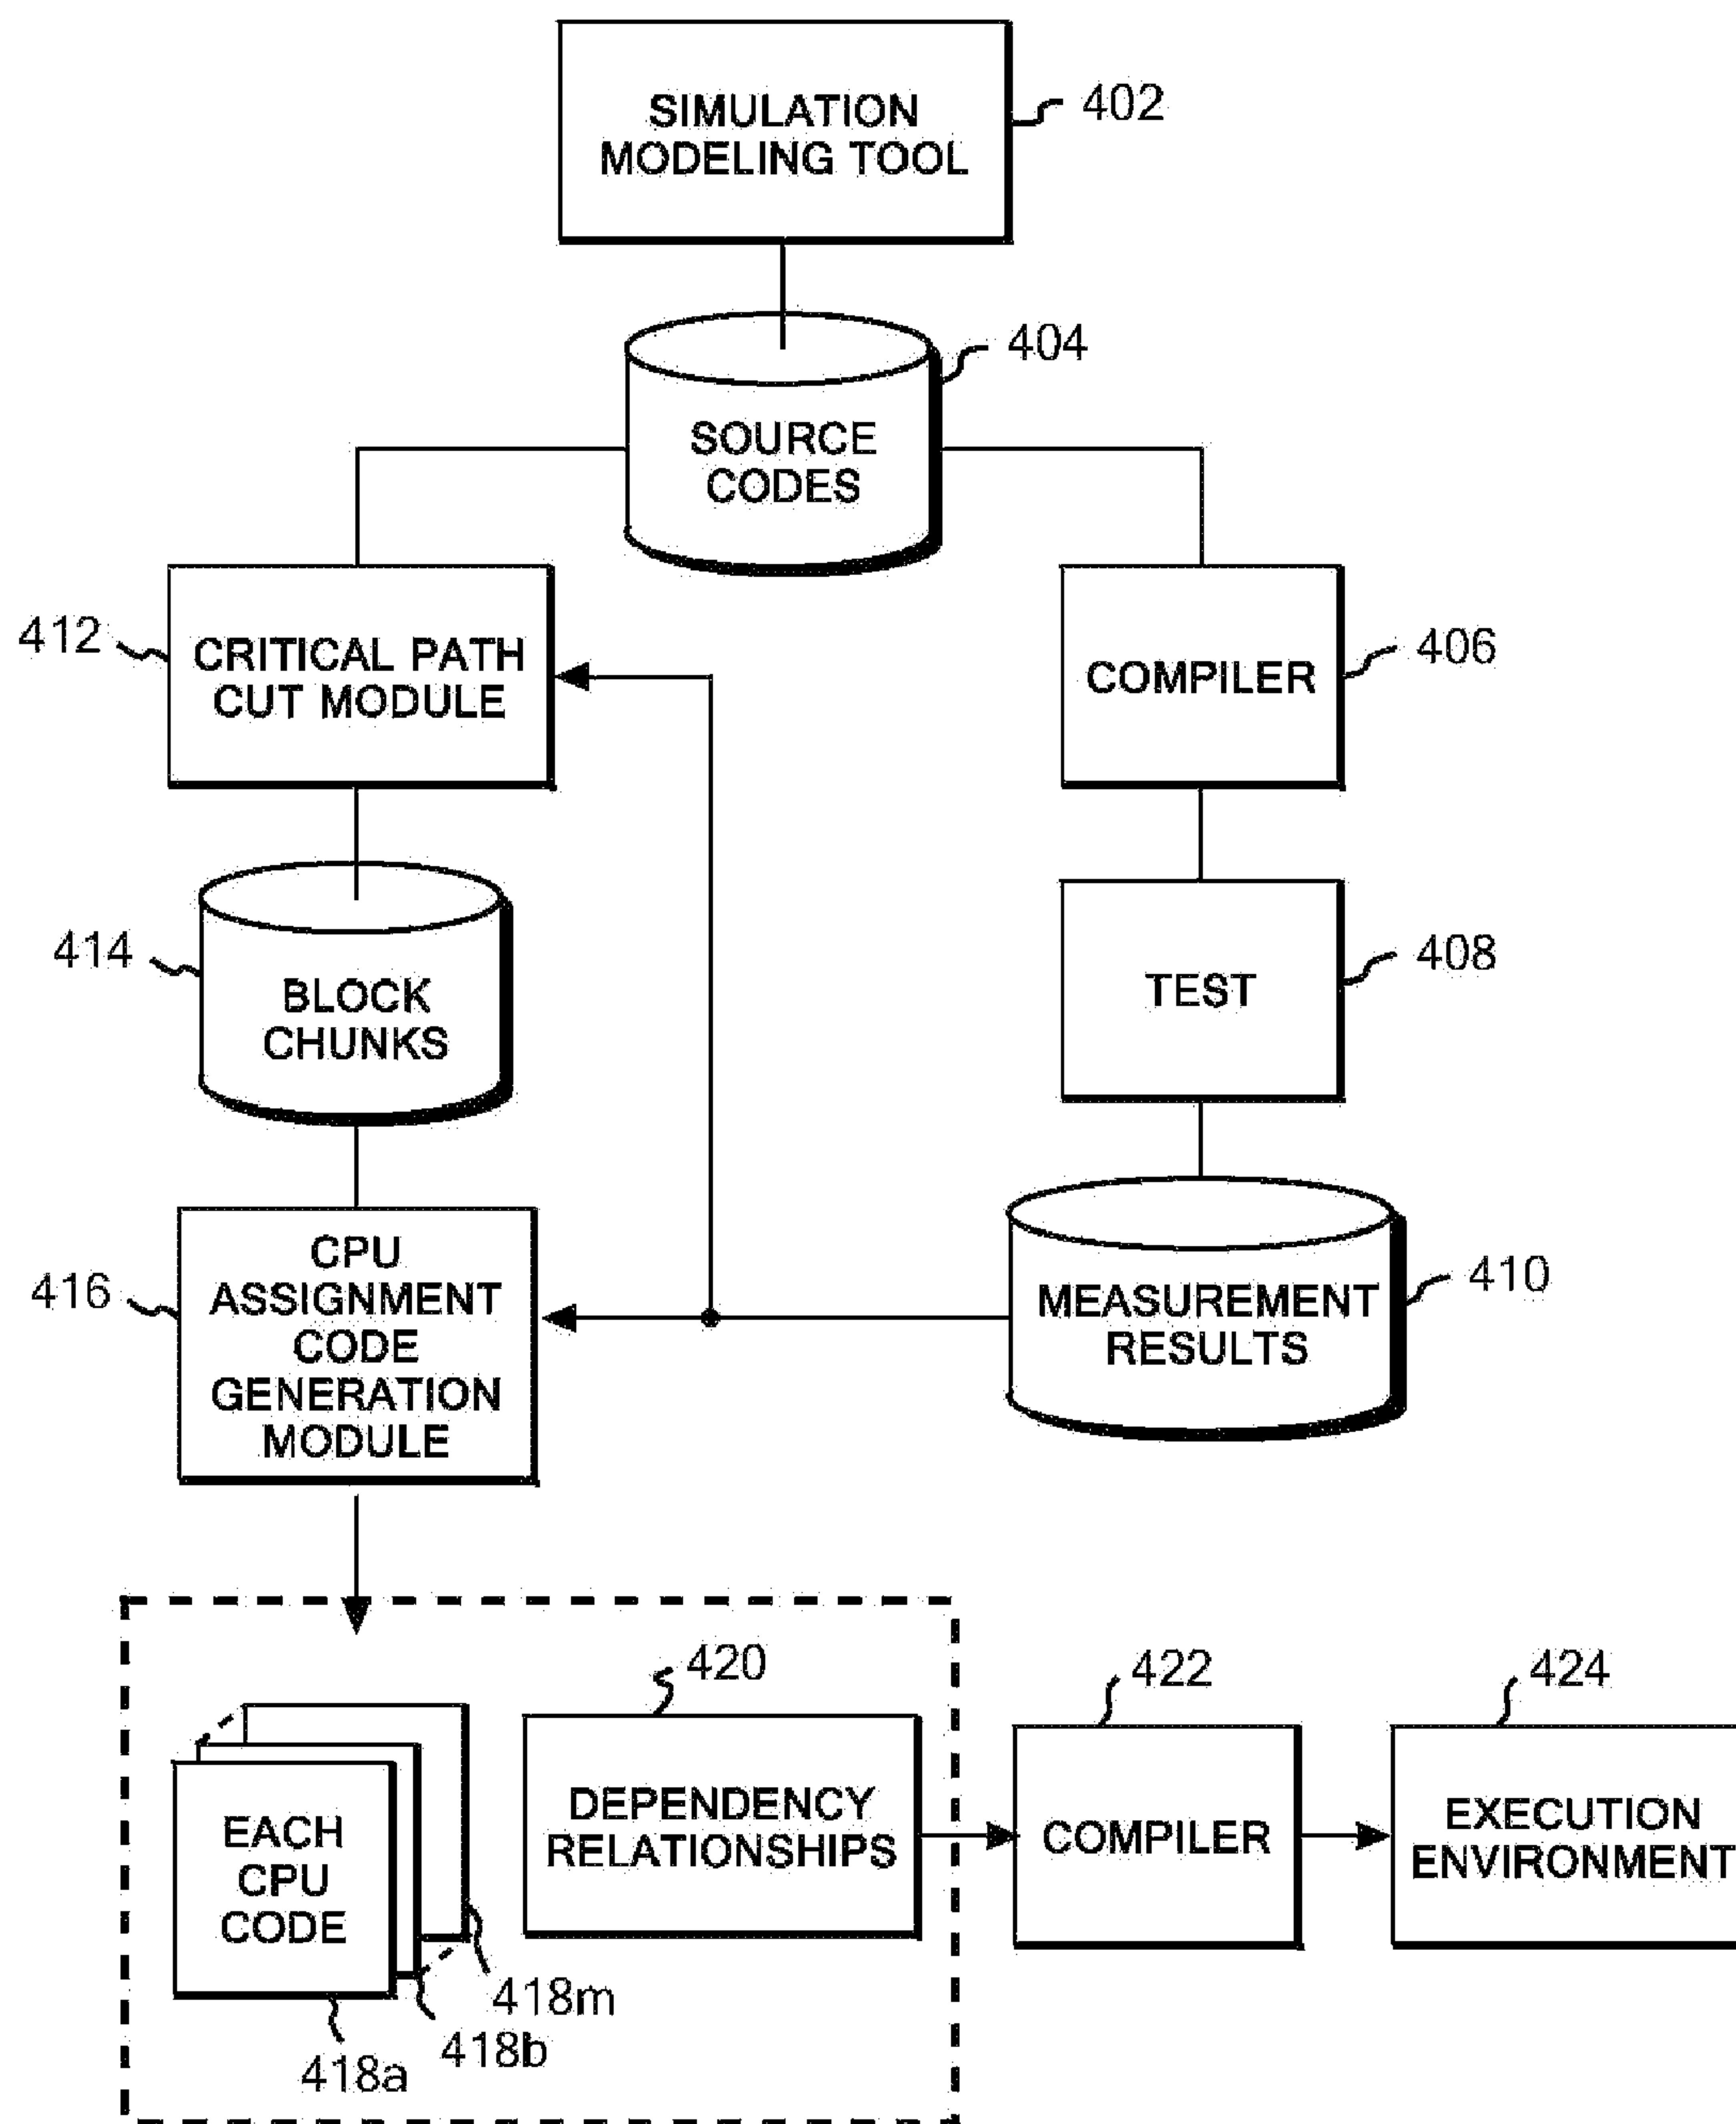 SIMULATION
MODELING TOOL
402
404
SOURCE
CODES
412
CRITICAL PATH
CUT MODULE
COMPILER
406
414
BLOCK
CHUNKS
TEST
408
416
CPU
ASSIGNMENT
CODE
GENERATION
MODULE
MEASUREMENT
RESULTS
410
420
422
424
EACH
CPU
CODE
DEPENDENCY
RELATIONSHIPS
COMPILER
EXECUTION
ENVIRONMENT
418m
418b
418a